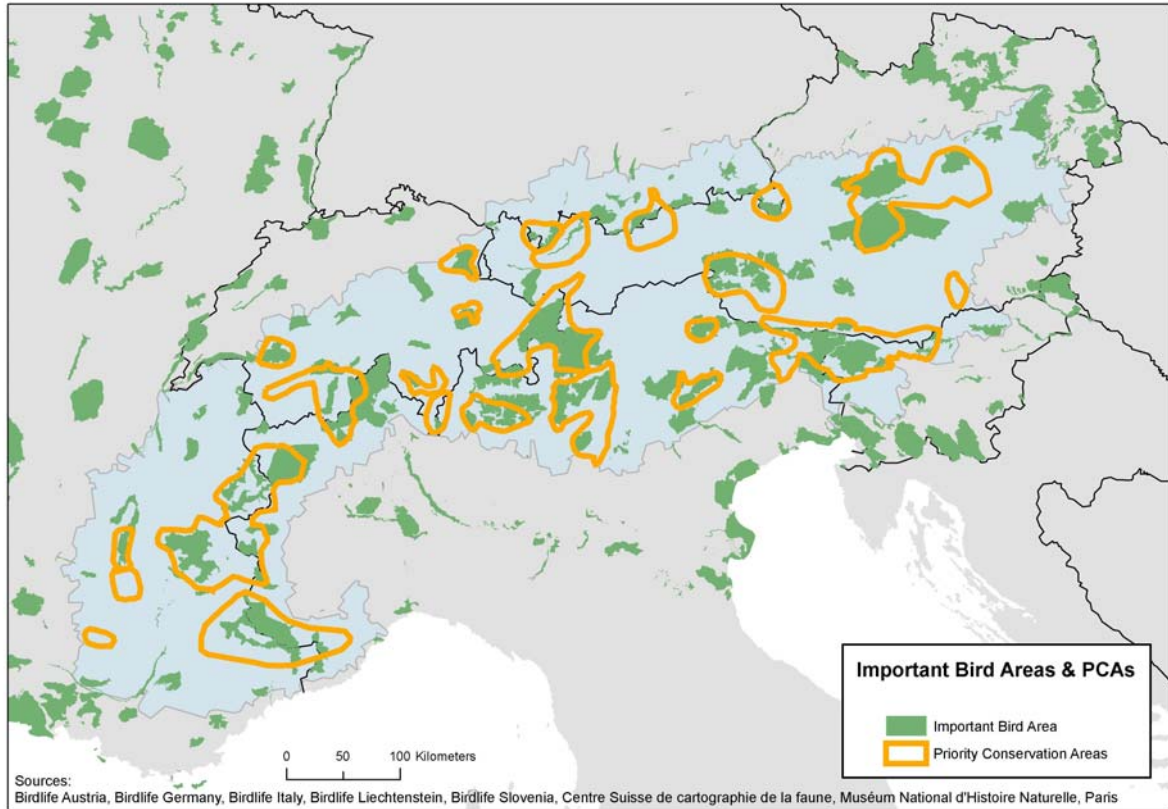 Important Bird Areas & PCAs
Important Bird Area
Priority Conservation Areas
0 50 100 Kilometers
Sources:
Birdlife Austria, Birdlife Germany, Birdlife Italy, Birdlife Liechtenstein, Birdlife Slovenia, Centre Suisse de cartographie de la faune, Muséum National d'Histoire Naturelle, Paris